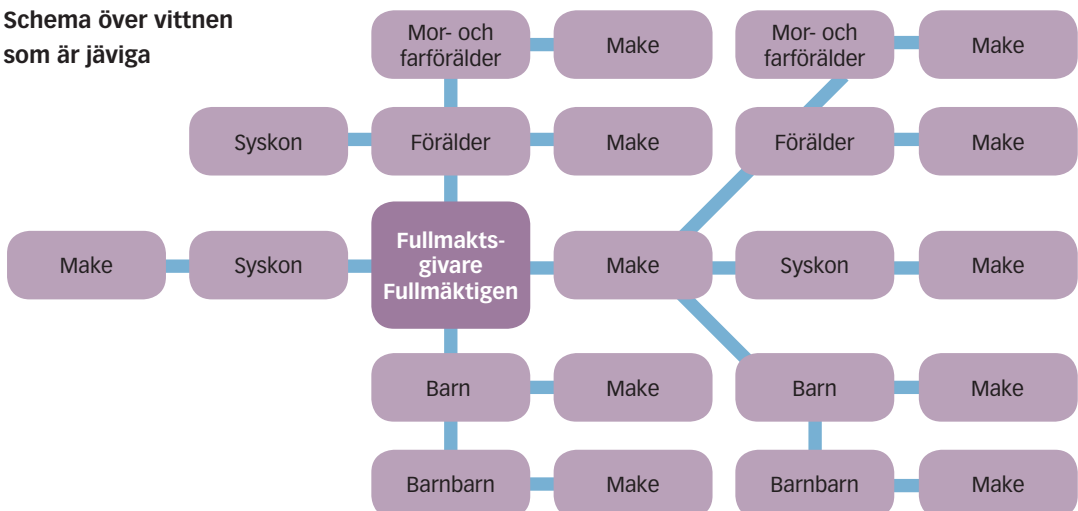 Schema över vittnen
som är jäviga
Mor- och
farförälder
Make
Mor- och
farförälder
Make
Syskon
Förälder
Make
Förälder
Make
Make
Syskon
Fullmakts-
givare
Fullmäktigen
Make
Syskon
Make
Barn
Make
Barn
Make
Barnbarn
Make
Barnbarn
Make